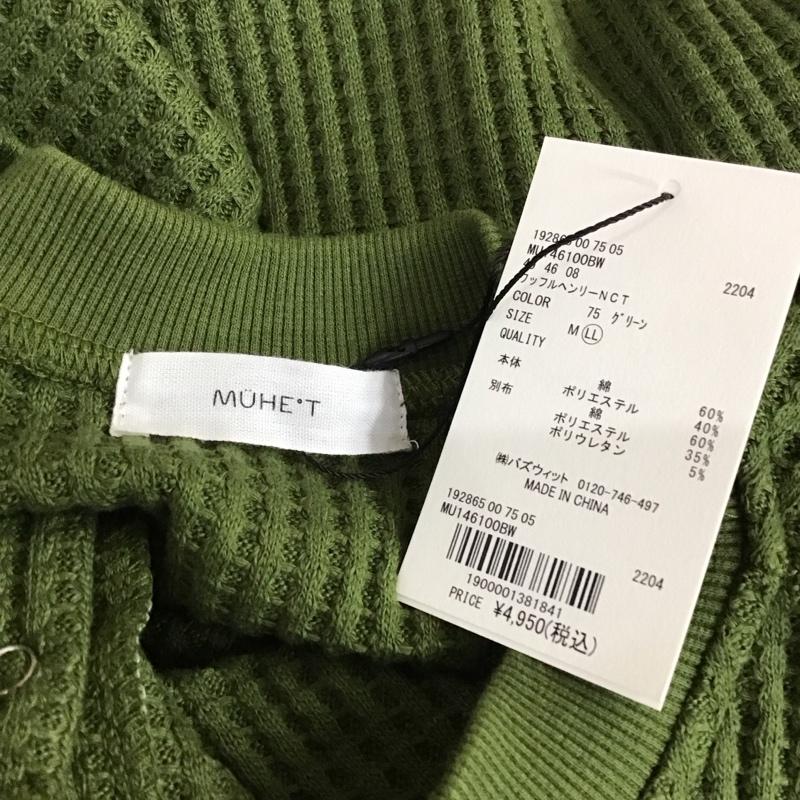 MÜHE•T
192865 00 75 05
MU146100BW
46 08
ワッフルヘンリーNCT
2204
COLOR 75 グリーン
SIZE M LL
QUALITY
本体 綿 60%
ポリエステル 40%
別布 綿 60%
ポリエステル 35%
ポリウレタン 5%
㈱バズウィット 0120-746-497
MADE IN CHINA
192865 00 75 05
MU146100BW
2204
1900001381841
PRICE ¥4,950(税込)